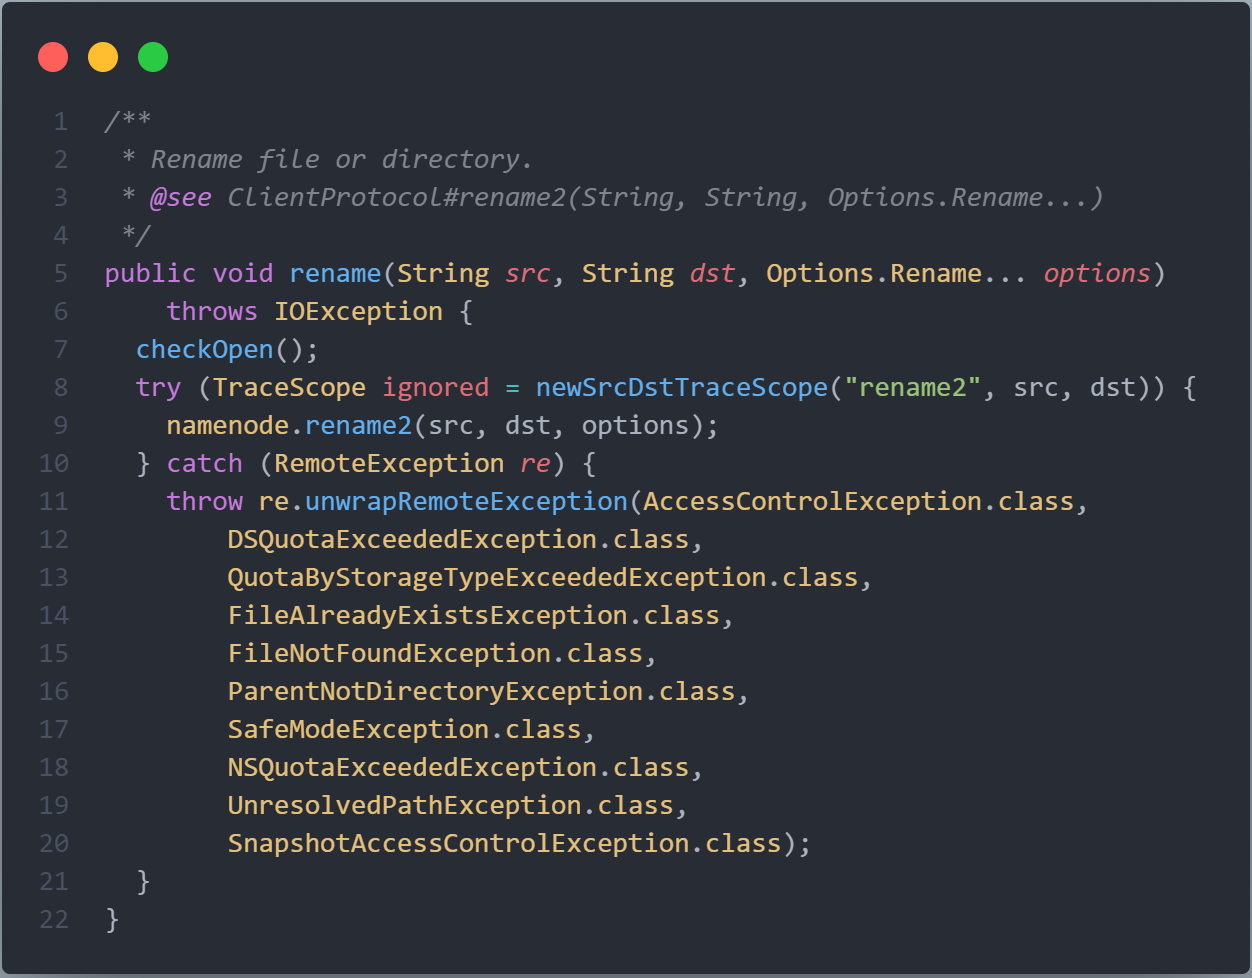 1 /**
2  * Rename file or directory.
3  * @see ClientProtocol#rename2(String, String, Options.Rename...)
4  */
5 public void rename(String src, String dst, Options.Rename... options)
6     throws IOException {
7   checkOpen();
8   try (TraceScope ignored = newSrcDstTraceScope("rename2", src, dst)) {
9     namenode.rename2(src, dst, options);
10   } catch (RemoteException re) {
11     throw re.unwrapRemoteException(AccessControlException.class,
12         DSQuotaExceededException.class,
13         QuotaByStorageTypeExceededException.class,
14         FileAlreadyExistsException.class,
15         FileNotFoundException.class,
16         ParentNotDirectoryException.class,
17         SafeModeException.class,
18         NSQuotaExceededException.class,
19         UnresolvedPathException.class,
20         SnapshotAccessControlException.class);
21   }
22 }